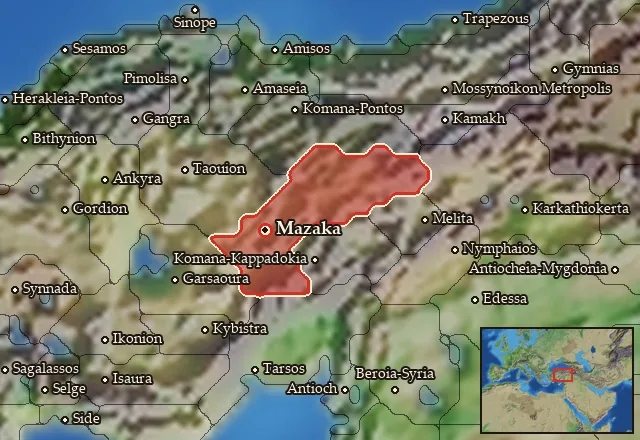 Sinope
Trapezous
Sesamos
Amisos
Gymnias
Pimolisa
Amaseia
Mossynoikon Metropolis
Herakleia-Pontos
Komana-Pontos
Gangra
Kamakh
Bithynion
Taouion
Ankyra
Gordion
Karkathiokerta
Melita
Mazaka
Nymphaios
Komana-Kappadokia
Antiocheia-Mygdonia
Garsaoura
Synnada
Edessa
Kybistra
Ikonion
Sagalassos
Tarsos
Beroia-Syria
Isaura
Selge
Antioch
Side